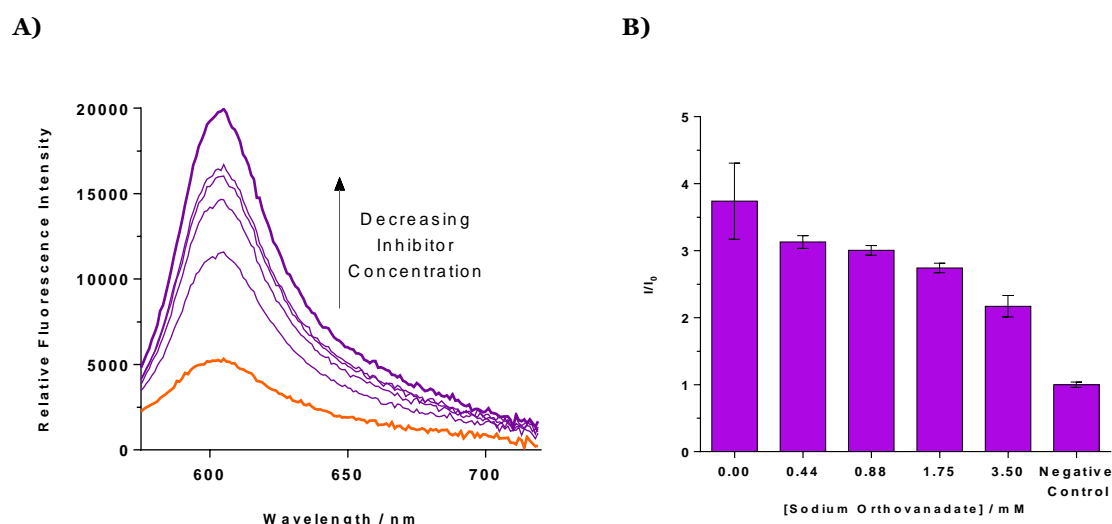 A)
B)
Relative Fluorescence Intensity
20000
15000
10000
5000
0
Decreasing
Inhibitor
Concentration
600
650
700
Wavelength / nm
I/I0
5
4
3
2
1
0
0.00 0.44 0.88 1.75 3.50 Negative
Control
[Sodium Orthovanadate] / mM